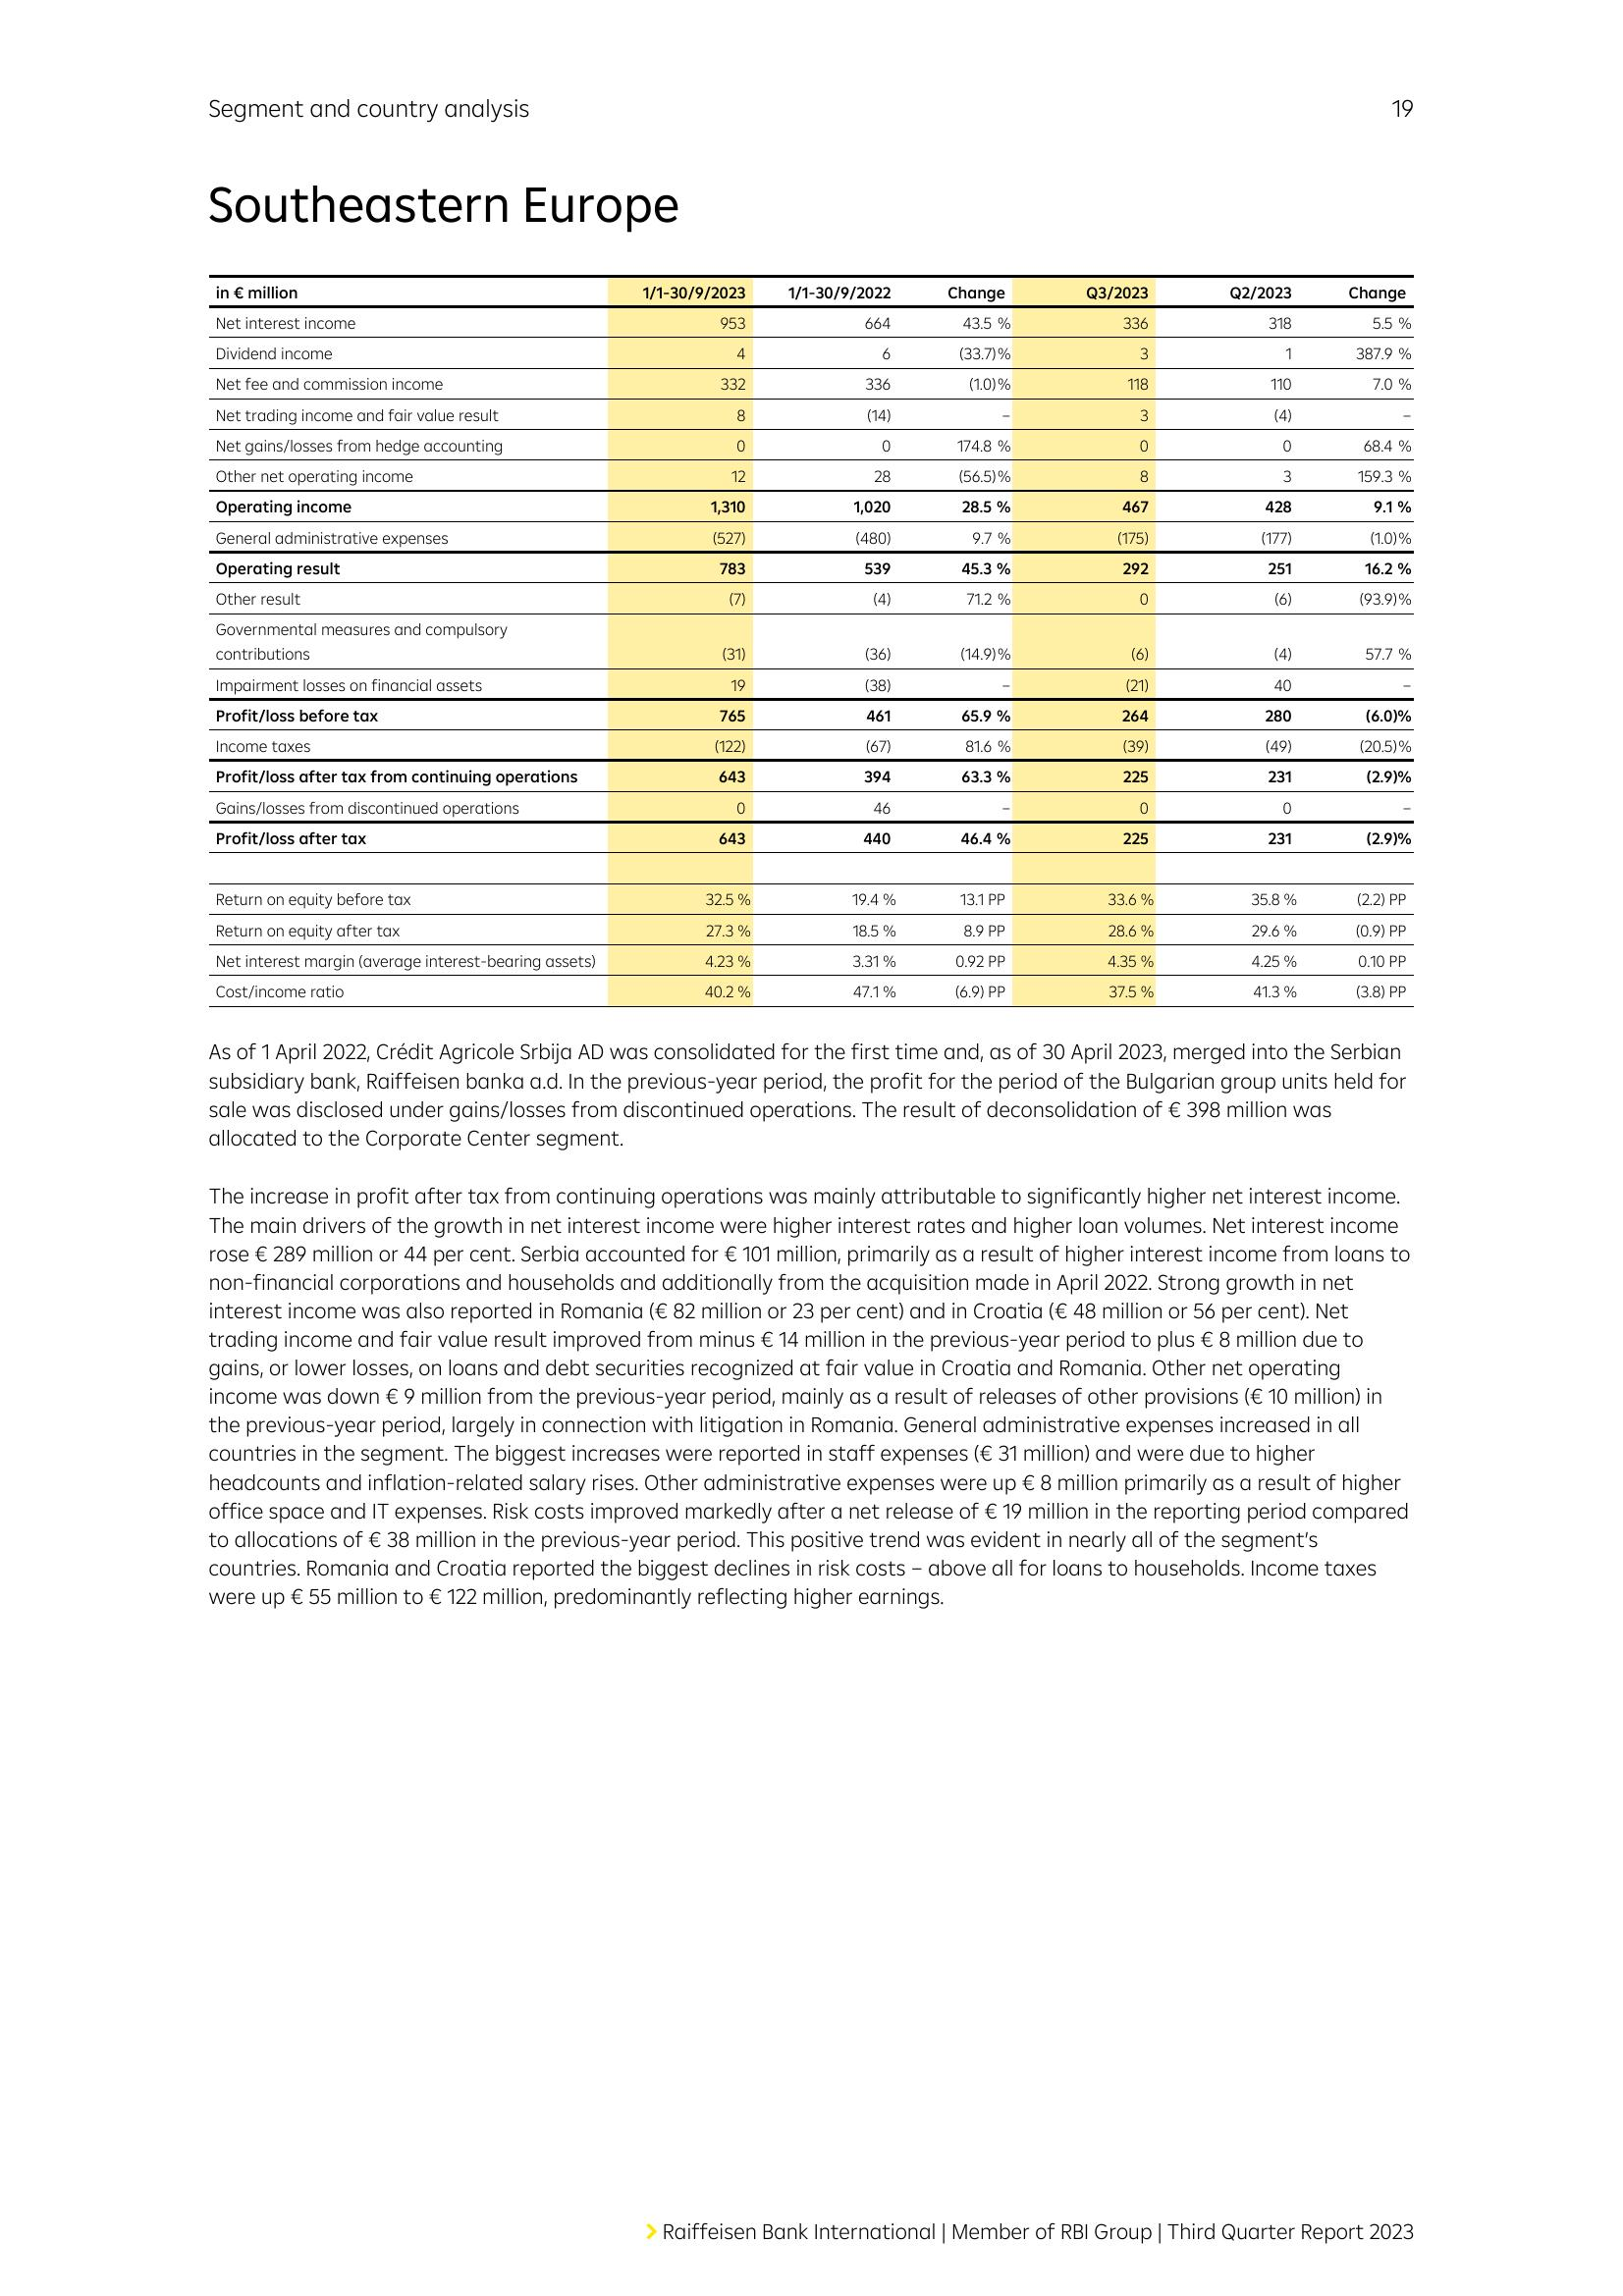 Segment and country analysis 19
Southeastern Europe
in € million 1/1-30/9/2023 1/1-30/9/2022 Change Q3/2023 Q2/2023 Change
Net interest income 953 664 43.5 % 336 318 5.5 %
Dividend income 4 6 (33.7)% 3 1 387.9 %
Net fee and commission income 332 336 (1.0)% 118 110 7.0 %
Net trading income and fair value result 8 (14) – 3 (4) –
Net gains/losses from hedge accounting 0 0 174.8 % 0 0 68.4 %
Other net operating income 12 28 (56.5)% 8 3 159.3 %
Operating income 1,310 1,020 28.5 % 467 428 9.1 %
General administrative expenses (527) (480) 9.7 % (175) (177) (1.0)%
Operating result 783 539 45.3 % 292 251 16.2 %
Other result (7) (4) 71.2 % 0 (6) (93.9)%
Governmental measures and compulsory
contributions (31) (36) (14.9)% (6) (4) 57.7 %
Impairment losses on financial assets 19 (38) – (21) 40 –
Profit/loss before tax 765 461 65.9 % 264 280 (6.0)%
Income taxes (122) (67) 81.6 % (39) (49) (20.5)%
Profit/loss after tax from continuing operations 643 394 63.3 % 225 231 (2.9)%
Gains/losses from discontinued operations 0 46 – 0 0 –
Profit/loss after tax 643 440 46.4 % 225 231 (2.9)%
Return on equity before tax 32.5 % 19.4 % 13.1 PP 33.6 % 35.8 % (2.2) PP
Return on equity after tax 27.3 % 18.5 % 8.9 PP 28.6 % 29.6 % (0.9) PP
Net interest margin (average interest-bearing assets) 4.23 % 3.31 % 0.92 PP 4.35 % 4.25 % 0.10 PP
Cost/income ratio 40.2 % 47.1 % (6.9) PP 37.5 % 41.3 % (3.8) PP
As of 1 April 2022, Crédit Agricole Srbija AD was consolidated for the first time and, as of 30 April 2023, merged into the Serbian
subsidiary bank, Raiffeisen banka a.d. In the previous-year period, the profit for the period of the Bulgarian group units held for
sale was disclosed under gains/losses from discontinued operations. The result of deconsolidation of € 398 million was
allocated to the Corporate Center segment.
The increase in profit after tax from continuing operations was mainly attributable to significantly higher net interest income.
The main drivers of the growth in net interest income were higher interest rates and higher loan volumes. Net interest income
rose € 289 million or 44 per cent. Serbia accounted for € 101 million, primarily as a result of higher interest income from loans to
non-financial corporations and households and additionally from the acquisition made in April 2022. Strong growth in net
interest income was also reported in Romania (€ 82 million or 23 per cent) and in Croatia (€ 48 million or 56 per cent). Net
trading income and fair value result improved from minus € 14 million in the previous-year period to plus € 8 million due to
gains, or lower losses, on loans and debt securities recognized at fair value in Croatia and Romania. Other net operating
income was down € 9 million from the previous-year period, mainly as a result of releases of other provisions (€ 10 million) in
the previous-year period, largely in connection with litigation in Romania. General administrative expenses increased in all
countries in the segment. The biggest increases were reported in staff expenses (€ 31 million) and were due to higher
headcounts and inflation-related salary rises. Other administrative expenses were up € 8 million primarily as a result of higher
office space and IT expenses. Risk costs improved markedly after a net release of € 19 million in the reporting period compared
to allocations of € 38 million in the previous-year period. This positive trend was evident in nearly all of the segment's
countries. Romania and Croatia reported the biggest declines in risk costs – above all for loans to households. Income taxes
were up € 55 million to € 122 million, predominantly reflecting higher earnings.
Raiffeisen Bank International | Member of RBI Group | Third Quarter Report 2023